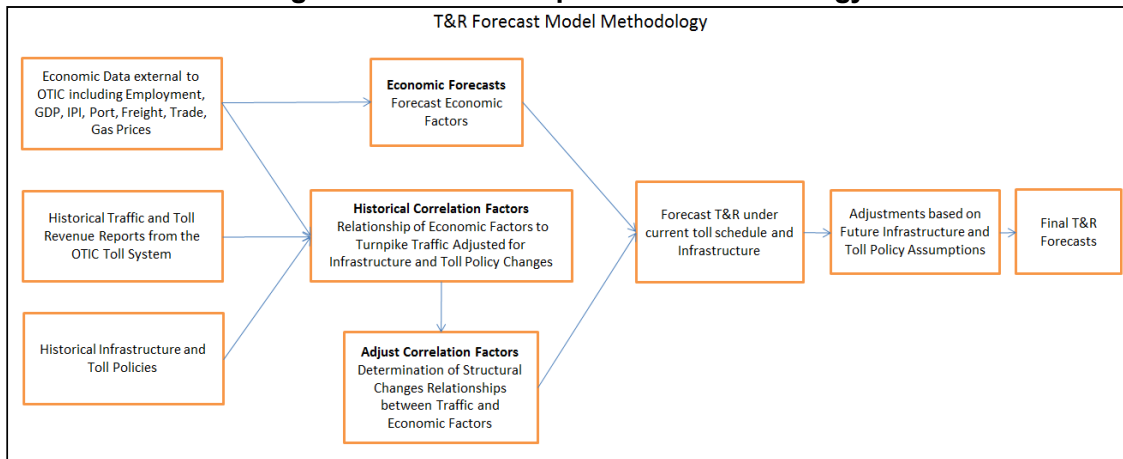 T&R Forecast Model Methodology
Economic Data external to
OTIC including Employment,
GDP, IPI, Port, Freight, Trade,
Gas Prices
Economic Forecasts
Forecast Economic
Factors
Historical Traffic and Toll
Revenue Reports from the
OTIC Toll System
Historical Correlation Factors
Relationship of Economic Factors to
Turnpike Traffic Adjusted for
Infrastructure and Toll Policy Changes
Forecast T&R under
current toll schedule and
Infrastructure
Adjustments based on
Future Infrastructure and
Toll Policy Assumptions
Final T&R
Forecasts
Historical Infrastructure and
Toll Policies
Adjust Correlation Factors
Determination of Structural
Changes Relationships
between Traffic and
Economic Factors